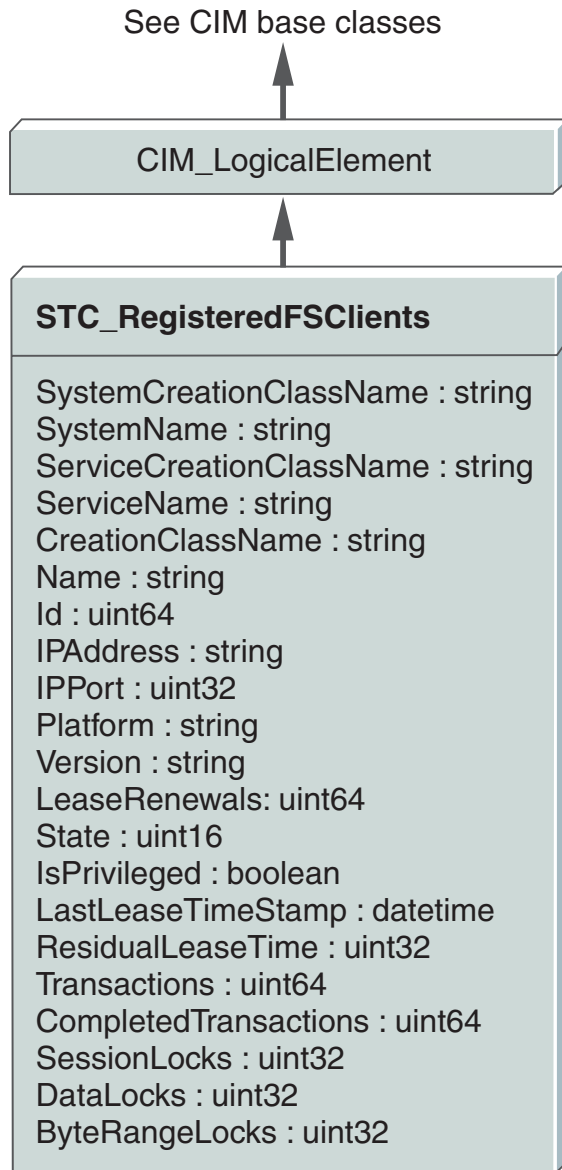 See CIM base classes
CIM_LogicalElement
STC_RegisteredFSClients
SystemCreationClassName : string
SystemName : string
ServiceCreationClassName : string
ServiceName : string
CreationClassName : string
Name : string
Id : uint64
IPAddress : string
IPPort : uint32
Platform : string
Version : string
LeaseRenewals: uint64
State : uint16
IsPrivileged : boolean
LastLeaseTimeStamp : datetime
ResidualLeaseTime : uint32
Transactions : uint64
CompletedTransactions : uint64
SessionLocks : uint32
DataLocks : uint32
ByteRangeLocks : uint32